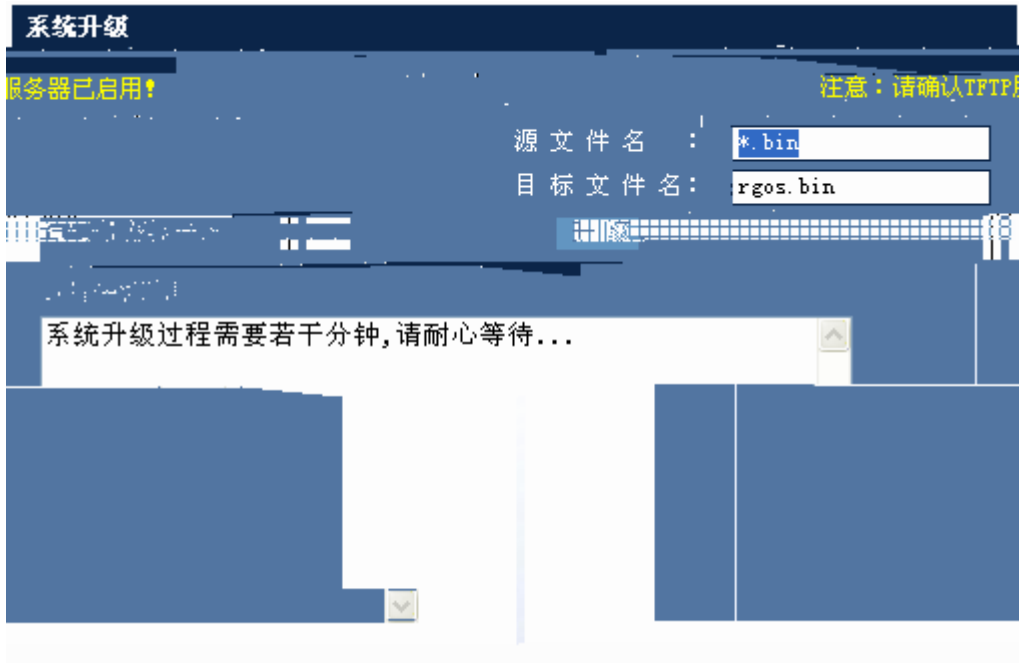 系统升级
服务器已启用!
注意：请确认TFTP
源文件名 : *.bin
目标文件名: rgos.bin
系统升级过程需要若干分钟,请耐心等待...